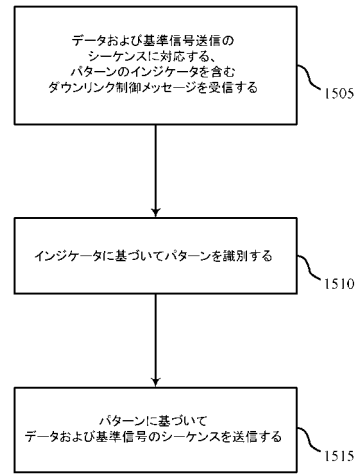 データおよび基準信号送信の
シーケンスに対応する、
パターンのインジケータを含む
ダウンリンク制御メッセージを受信する
1505
インジケータに基づいてパターンを識別する
1510
パターンに基づいて
データおよび基準信号のシーケンスを送信する
1515